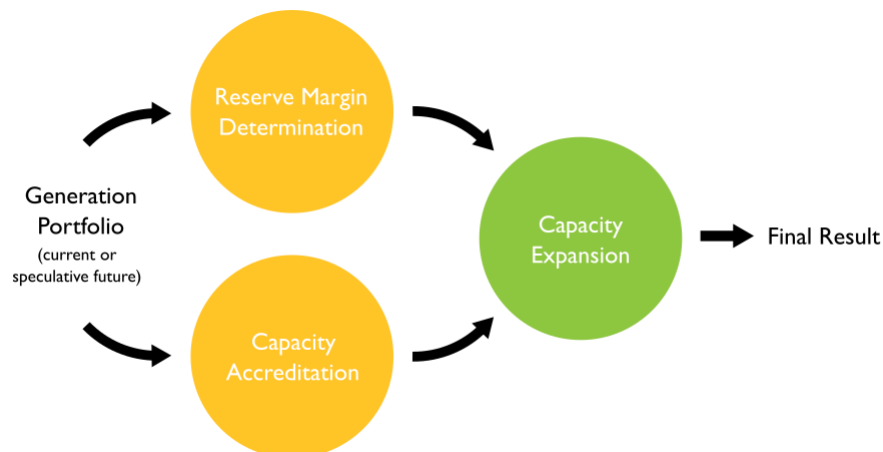 Reserve Margin
Determination
Generation
Portfolio
(current or
speculative future)
Capacity
Expansion
Final Result
Capacity
Accreditation